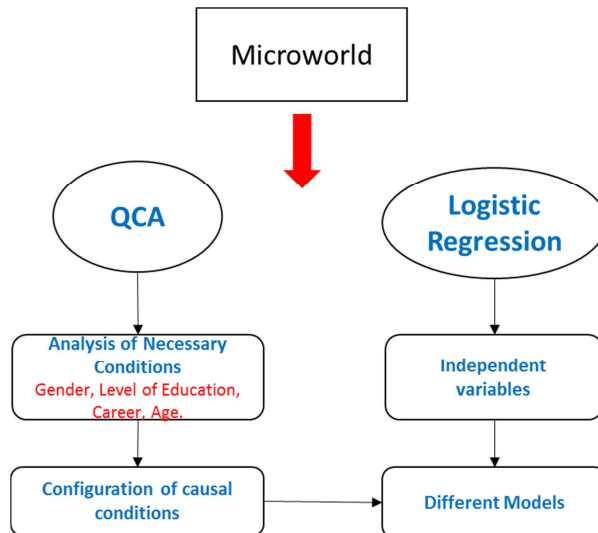 Microworld
QCA
Logistic
Regression
Analysis of Necessary
Conditions
Gender, Level of Education,
Career, Age.
Independent
variables
Configuration of causal
conditions
Different Models